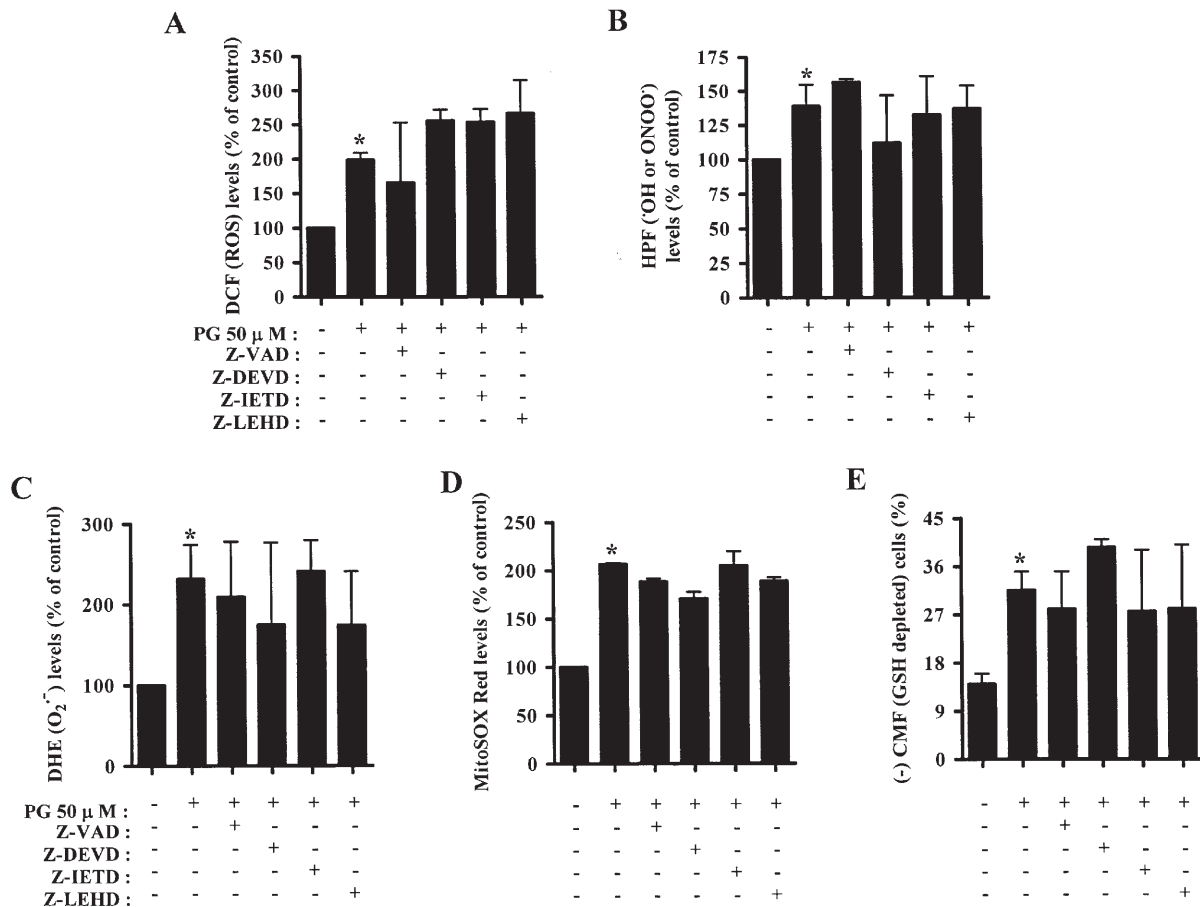 A
DCF (ROS) levels (% of control)
350
300
250
200
150
100
50
0
*
PG 50 μ M : - + + + + +
Z-VAD : - - + - - -
Z-DEVD : - - - + - -
Z-IETD : - - - - + -
Z-LEHD : - - - - - +
B
HPF (˙OH or ONOO˙)
levels (% of control)
175
150
125
100
75
50
25
0
*
- + + + + +
- - + - - -
- - - + - -
- - - - + -
- - - - - +
C
DHE (O₂˙⁻) levels (% of control)
300
200
100
0
*
PG 50 μ M : - + + + + +
Z-VAD : - - + - - -
Z-DEVD : - - - + - -
Z-IETD : - - - - + -
Z-LEHD : - - - - - +
D
MitoSOX Red levels (% of control)
250
200
150
100
50
0
*
- + + + + +
- - + - - -
- - - + - -
- - - - + -
- - - - - +
E
(-) CMF (GSH depleted) cells (%)
45
36
27
18
9
0
*
- + + + + +
- - + - - -
- - - + - -
- - - - + -
- - - - - +